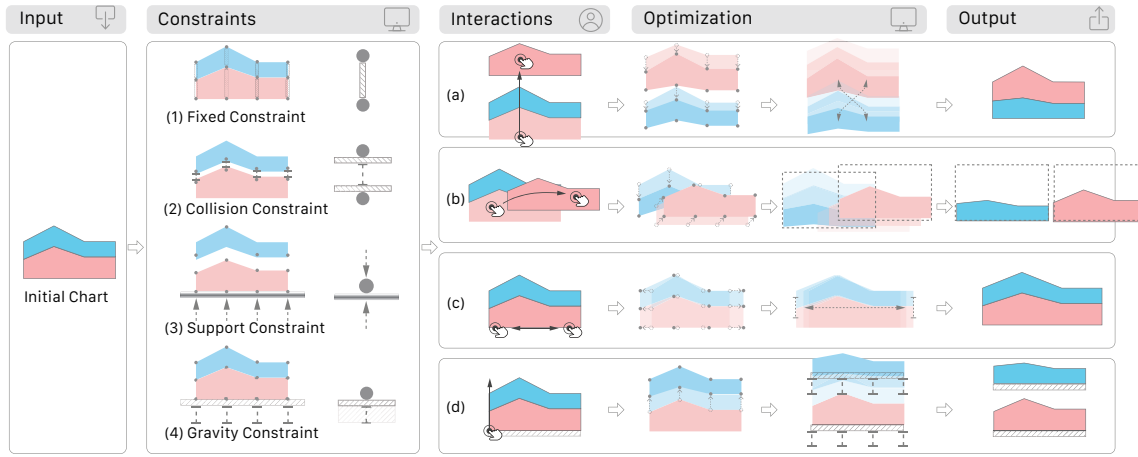 Input
Constraints
Interactions
Optimization
Output
Initial Chart
(1) Fixed Constraint
(2) Collision Constraint
(3) Support Constraint
(4) Gravity Constraint
(a)
(b)
(c)
(d)